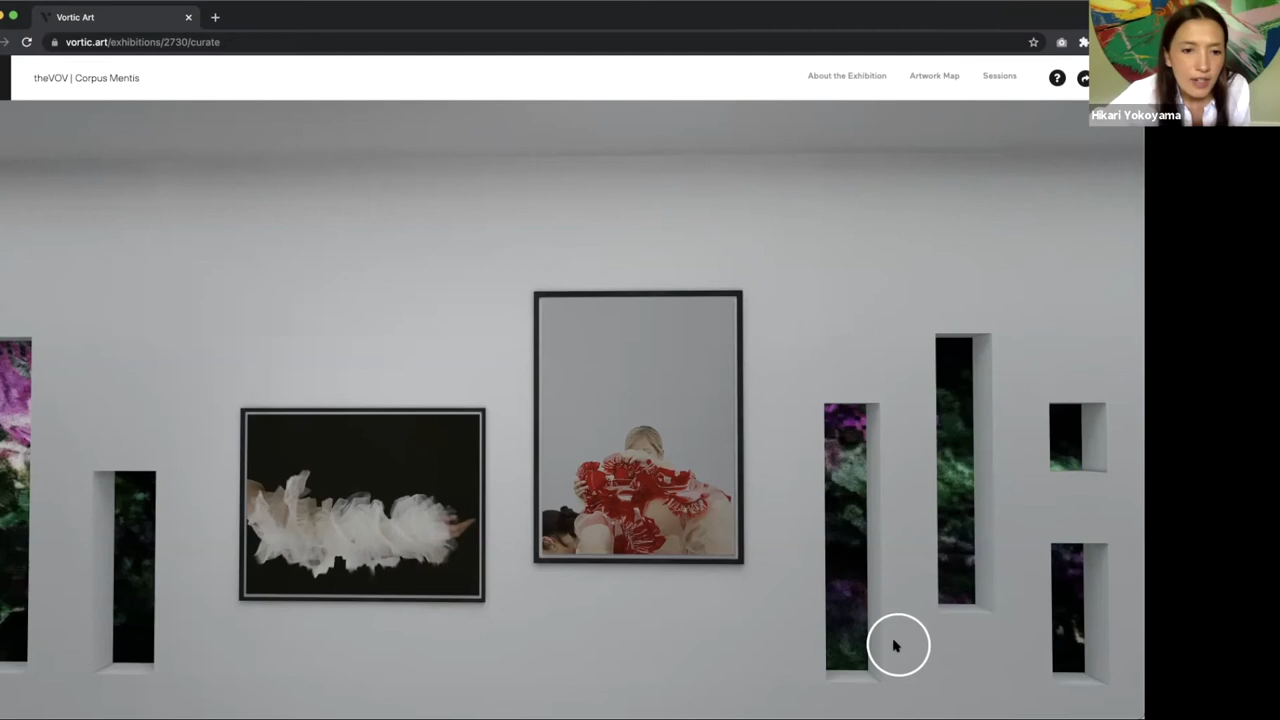 Vortic Art
vortic.art/exhibitions/2730/curate
theVOV | Corpus Mentis
About the Exhibition
Artwork Map
Sessions
?
Hikari Yokoyama